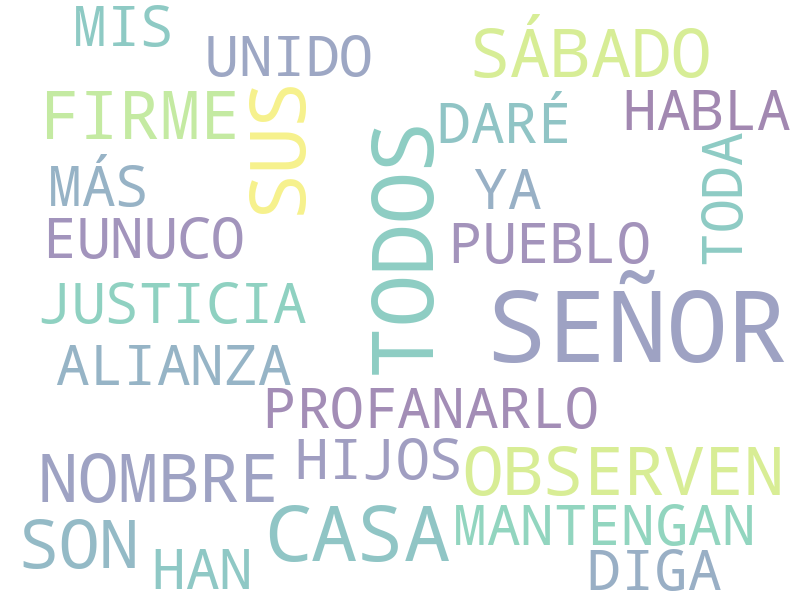 MIS
UNIDO
SÁBADO
FIRME
SUS
DARÉ
HABLA
TODOS
TODA
MÁS
YA
EUNUCO
PUEBLO
JUSTICIA
SEÑOR
ALIANZA
PROFANARLO
NOMBRE
HIJOS
OBSERVEN
SON
CASA
MANTENGAN
HAN
DIGA